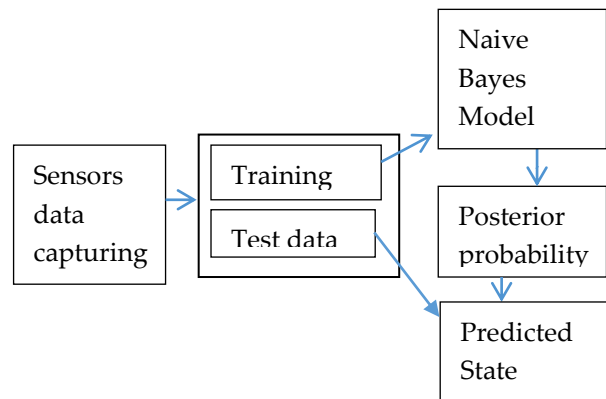 Sensors
data
capturing
Training
Test data
Naive
Bayes
Model
Posterior
probability
Predicted
State